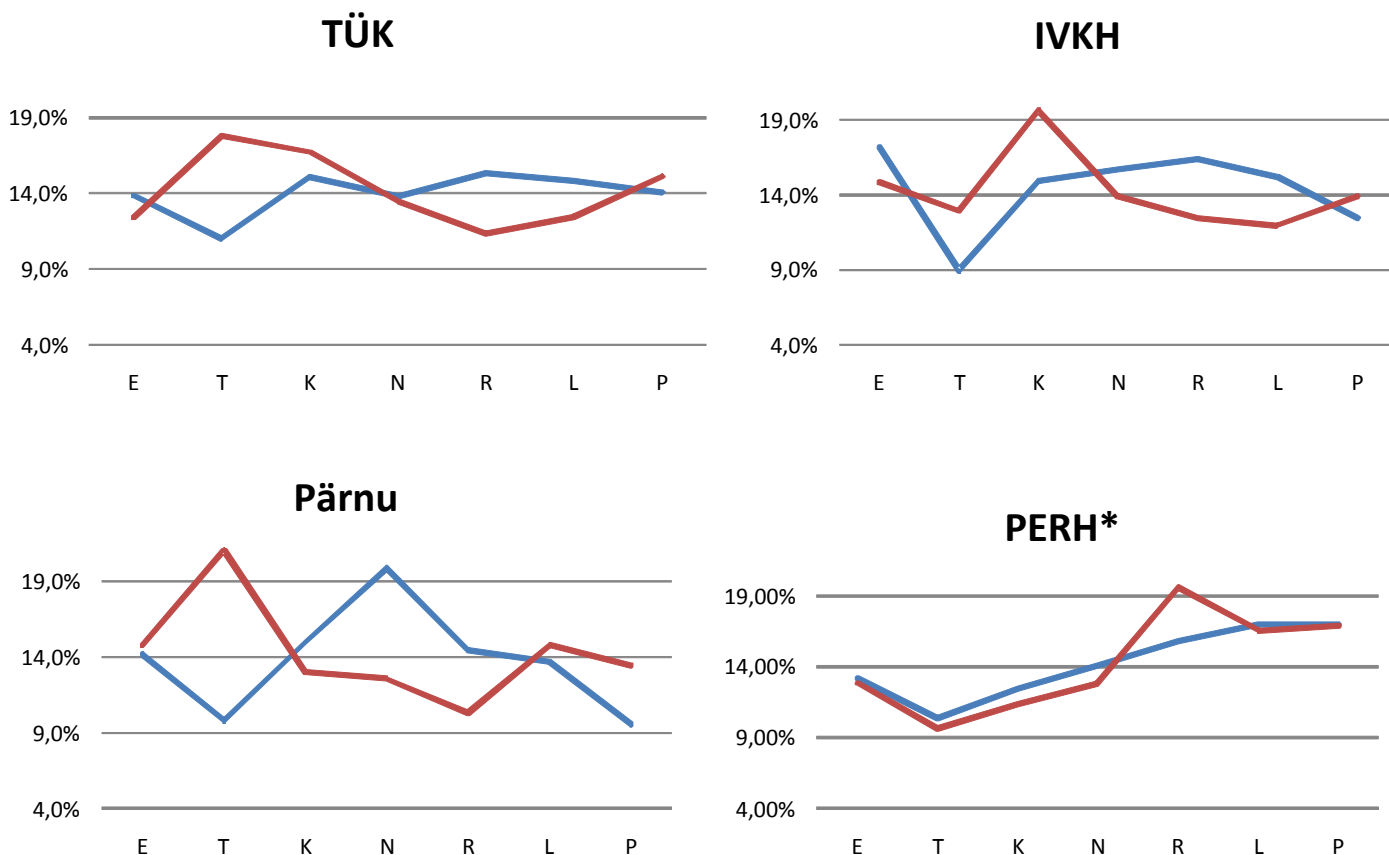 TÜK
19,0%
14,0%
9,0%
4,0%
E T K N R L P
IVKH
19,0%
14,0%
9,0%
4,0%
E T K N R L P
Pärnu
19,0%
14,0%
9,0%
4,0%
E T K N R L P
PERH*
19,00%
14,00%
9,00%
4,00%
E T K N R L P